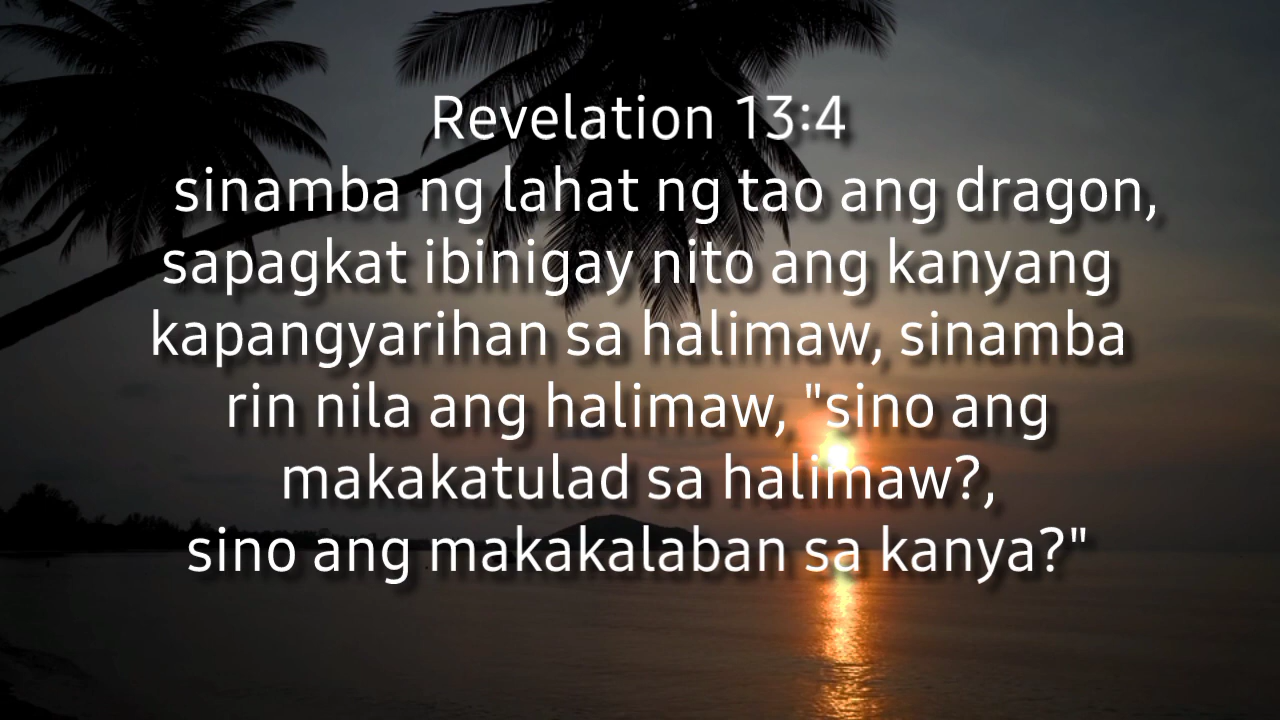 Revelation 13:4
sinamba ng lahat ng tao ang dragon,
sapagkat ibinigay nito ang kanyang
kapangyarihan sa halimaw, sinamba
rin nila ang halimaw, "sino ang
makakatulad sa halimaw?,
sino ang makakalaban sa kanya?"